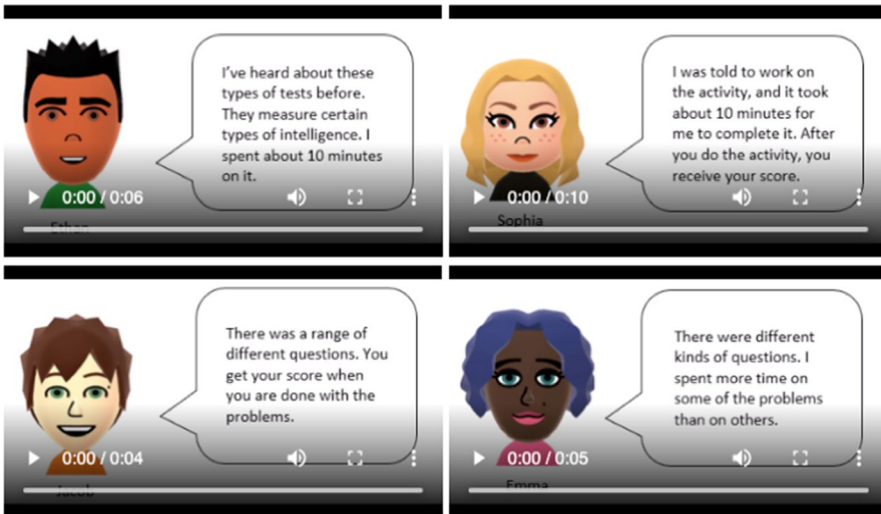 I've heard about these
types of tests before.
They measure certain
types of intelligence. I
spent about 10 minutes
on it.
0:00 / 0:06
Ethan
I was told to work on
the activity, and it took
about 10 minutes for
me to complete it. After
you do the activity, you
receive your score.
0:00 / 0:10
Sophia
There was a range of
different questions. You
get your score when
you are done with the
problems.
0:00 / 0:04
Jacob
There were different
kinds of questions. I
spent more time on
some of the problems
than on others.
0:00 / 0:05
Emma